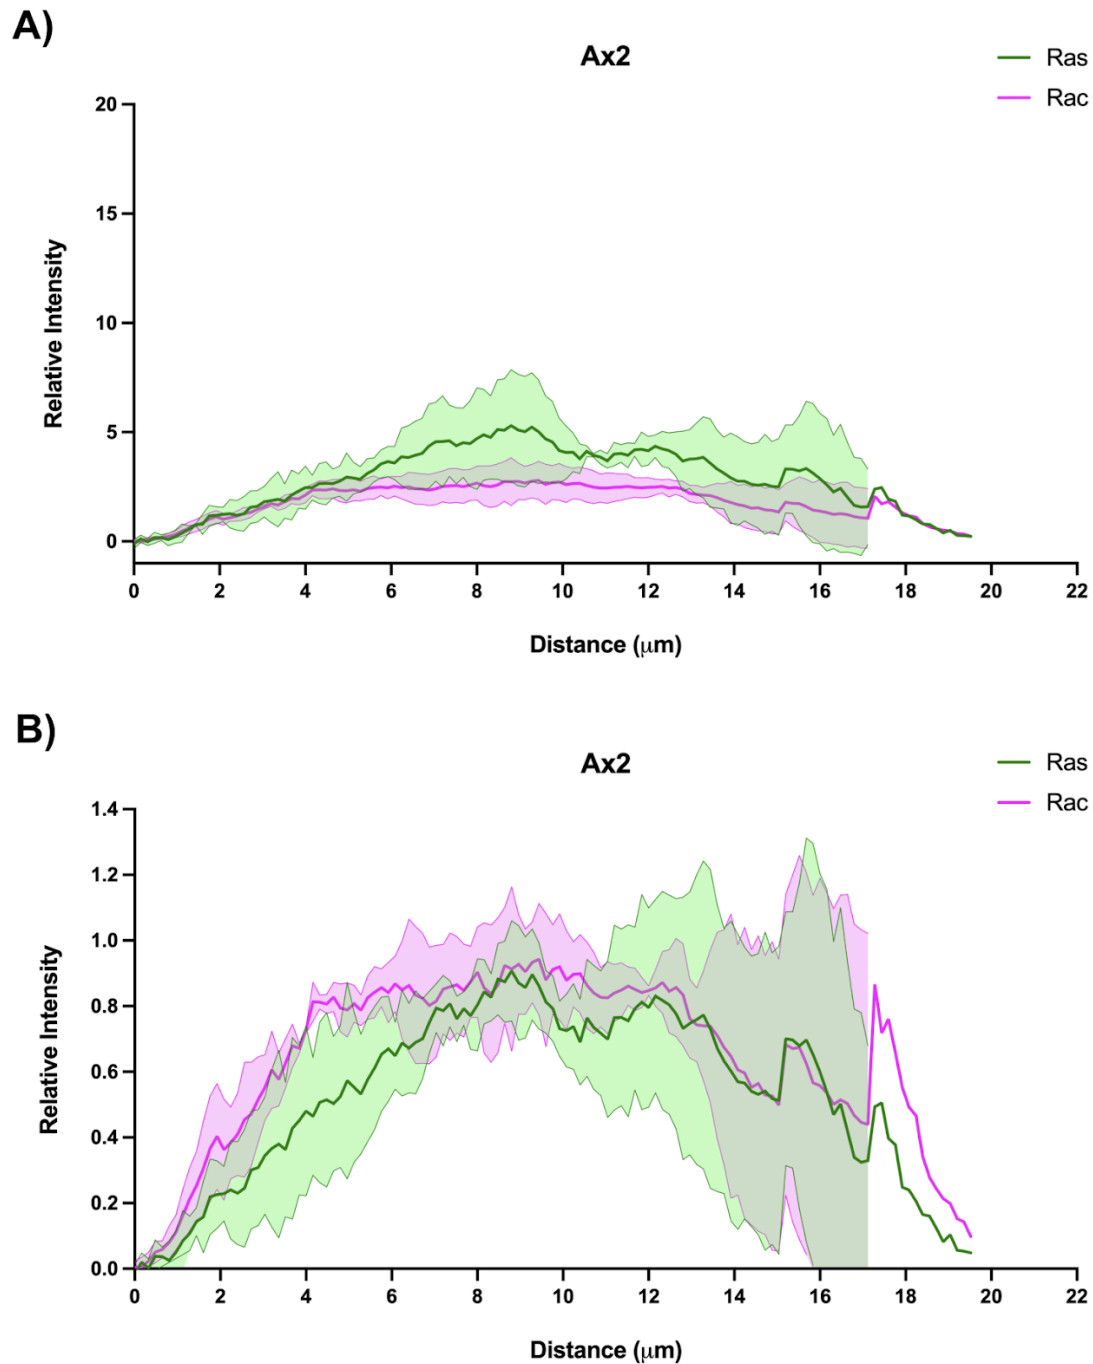 A)
Ax2
Ras
Rac
20
15
10
5
0
Relative Intensity
0 2 4 6 8 10 12 14 16 18 20 22
Distance (μm)
B)
Ax2
Ras
Rac
1.4
1.2
1.0
0.8
0.6
0.4
0.2
0.0
Relative Intensity
0 2 4 6 8 10 12 14 16 18 20 22
Distance (μm)